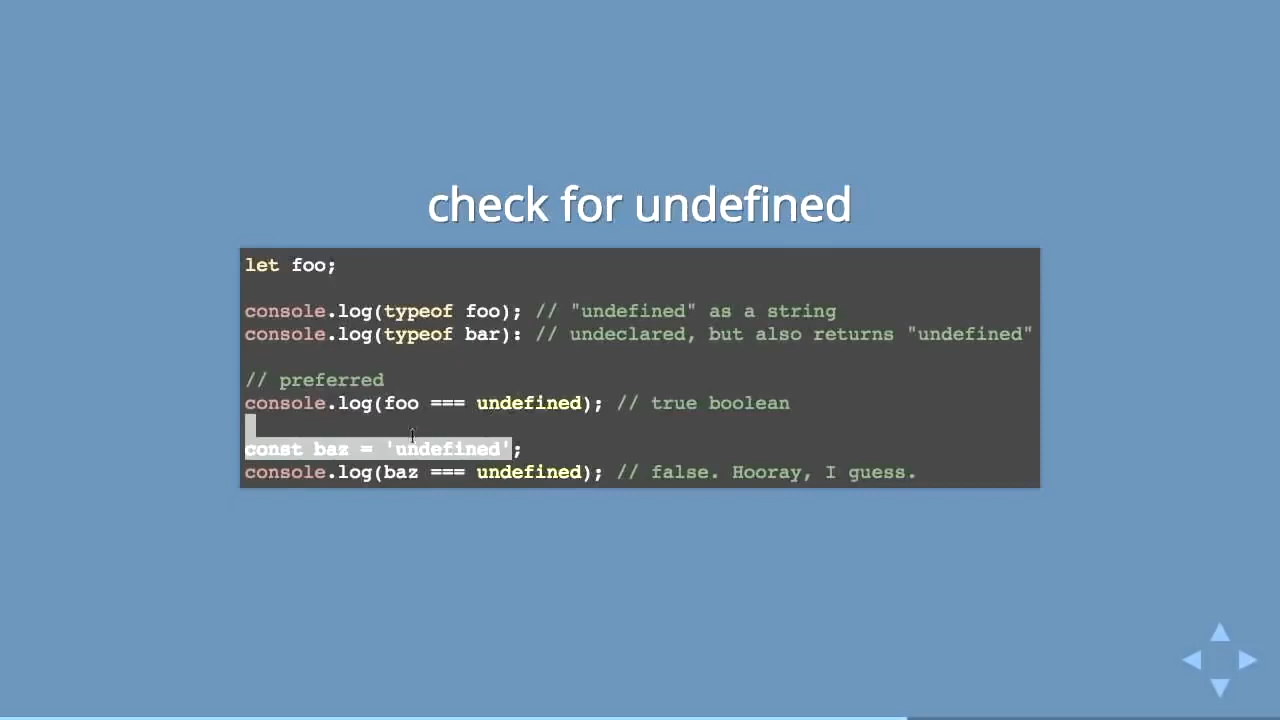 check for undefined
let foo;
console.log(typeof foo); // "undefined" as a string
console.log(typeof bar): // undeclared, but also returns "undefined"
// preferred
console.log(foo === undefined); // true boolean
const baz = 'undefined';
console.log(baz === undefined); // false. Hooray, I guess.